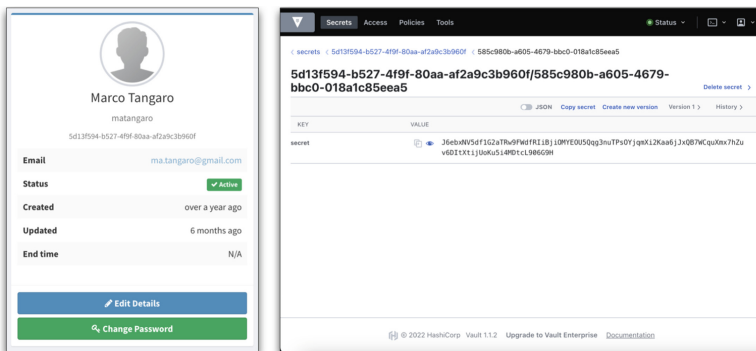 Marco Tangaro
matangaro
5d13f594-b527-4f9f-80aa-af2a9c3b960f
Email ma.tangaro@gmail.com
Status Active
Created over a year ago
Updated 6 months ago
End time N/A
Edit Details
Change Password
Secrets Access Policies Tools Status
secrets 5d13f594-b527-4f9f-80aa-af2a9c3b960f 585c980b-a605-4679-bbc0-018a1c85eea5
5d13f594-b527-4f9f-80aa-af2a9c3b960f/585c980b-a605-4679-
bbc0-018a1c85eea5
Delete secret
JSON Copy secret Create new version Version 1 History
KEY VALUE
secret J6ebxNV5df1G2aTRw9FWdfRIiBjiOMYEOU5Qqg3nuTPsOYjqmXi2Kaa6jJxQB7WCquXmx7hZu
v6DItXtijUoKu5i4MDtcL906G9H
© 2022 HashiCorp Vault 1.1.2 Upgrade to Vault Enterprise Documentation